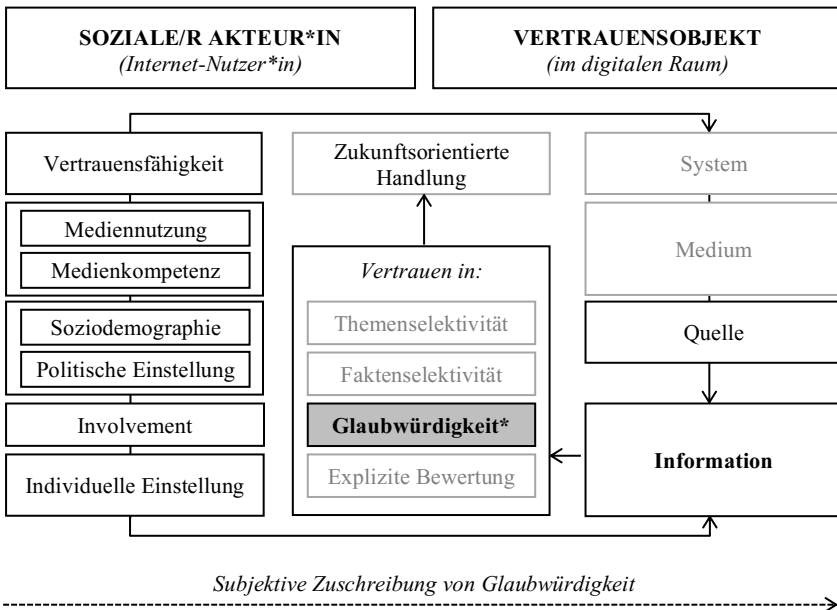 SOZIALE/R AKTEUR*IN
(Internet-Nutzer*in)
VERTRAUENSOBJEKT
(im digitalen Raum)
Vertrauensfähigkeit
Mediennutzung
Medienkompetenz
Soziodemographie
Politische Einstellung
Involvement
Individuelle Einstellung
Zukunftsorientierte
Handlung
Vertrauen in:
Themenselektivität
Faktenselektivität
Glaubwürdigkeit*
Explizite Bewertung
System
Medium
Quelle
Information
Subjektive Zuschreibung von Glaubwürdigkeit